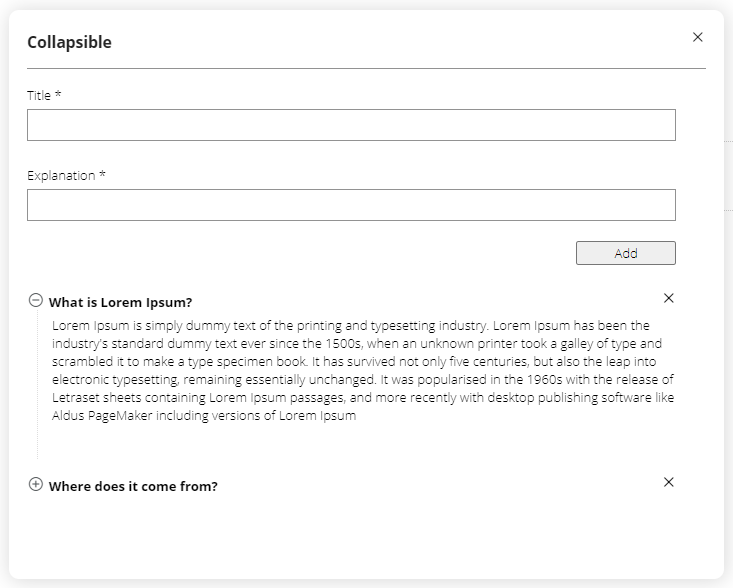 Collapsible
Title *
Explanation *
Add
What is Lorem Ipsum?
Lorem Ipsum is simply dummy text of the printing and typesetting industry. Lorem Ipsum has been the
industry's standard dummy text ever since the 1500s, when an unknown printer took a galley of type and
scrambled it to make a type specimen book. It has survived not only five centuries, but also the leap into
electronic typesetting, remaining essentially unchanged. It was popularised in the 1960s with the release of
Letraset sheets containing Lorem Ipsum passages, and more recently with desktop publishing software like
Aldus PageMaker including versions of Lorem Ipsum
Where does it come from?